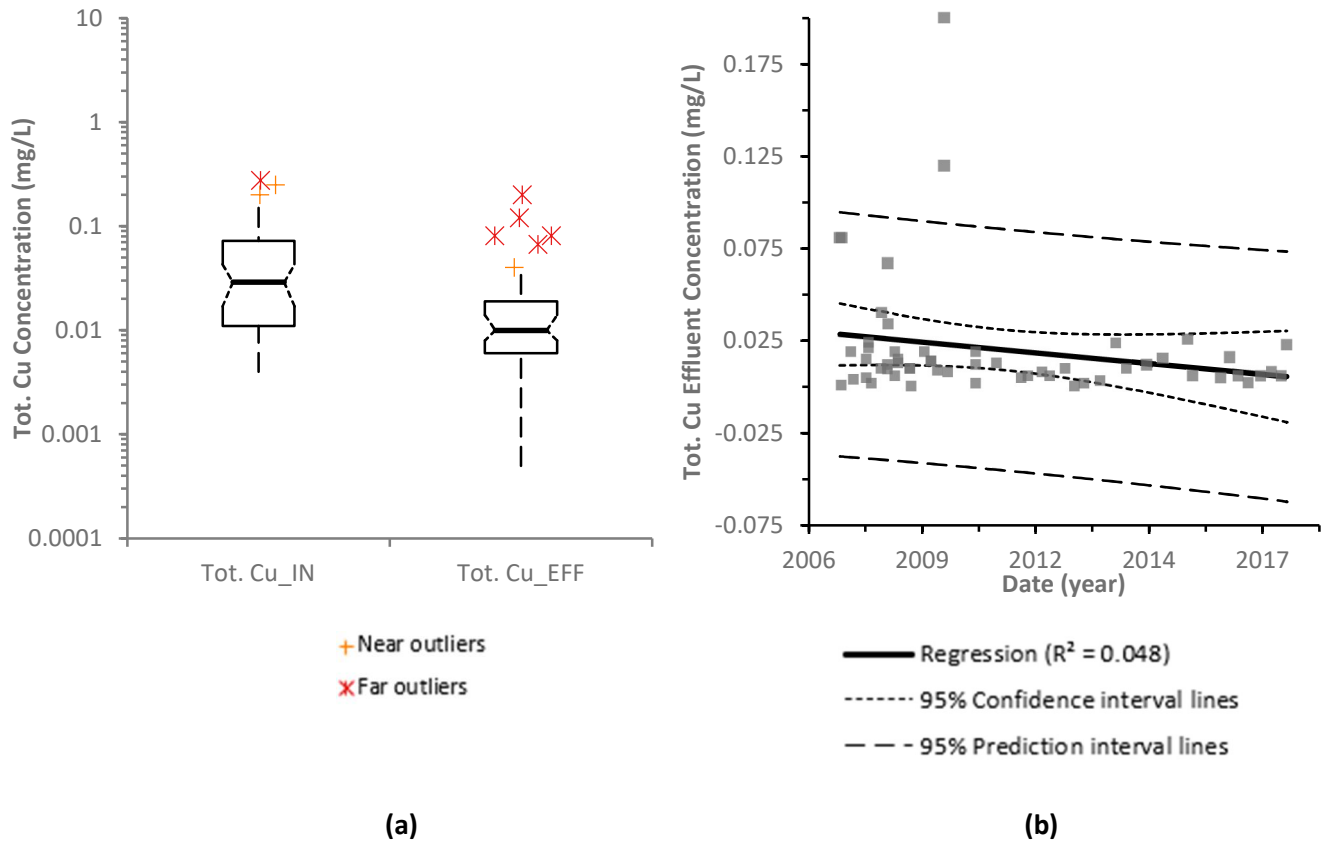 Tot. Cu Concentration (mg/L)
10
1
0.1
0.01
0.001
0.0001
Tot. Cu_IN
Tot. Cu_EFF
Near outliers
Far outliers
(a)
Tot. Cu Effluent Concentration (mg/L)
0.175
0.125
0.075
0.025
-0.025
-0.075
2006 2009 2012 2014 2017
Date (year)
Regression (R² = 0.048)
95% Confidence interval lines
95% Prediction interval lines
(b)